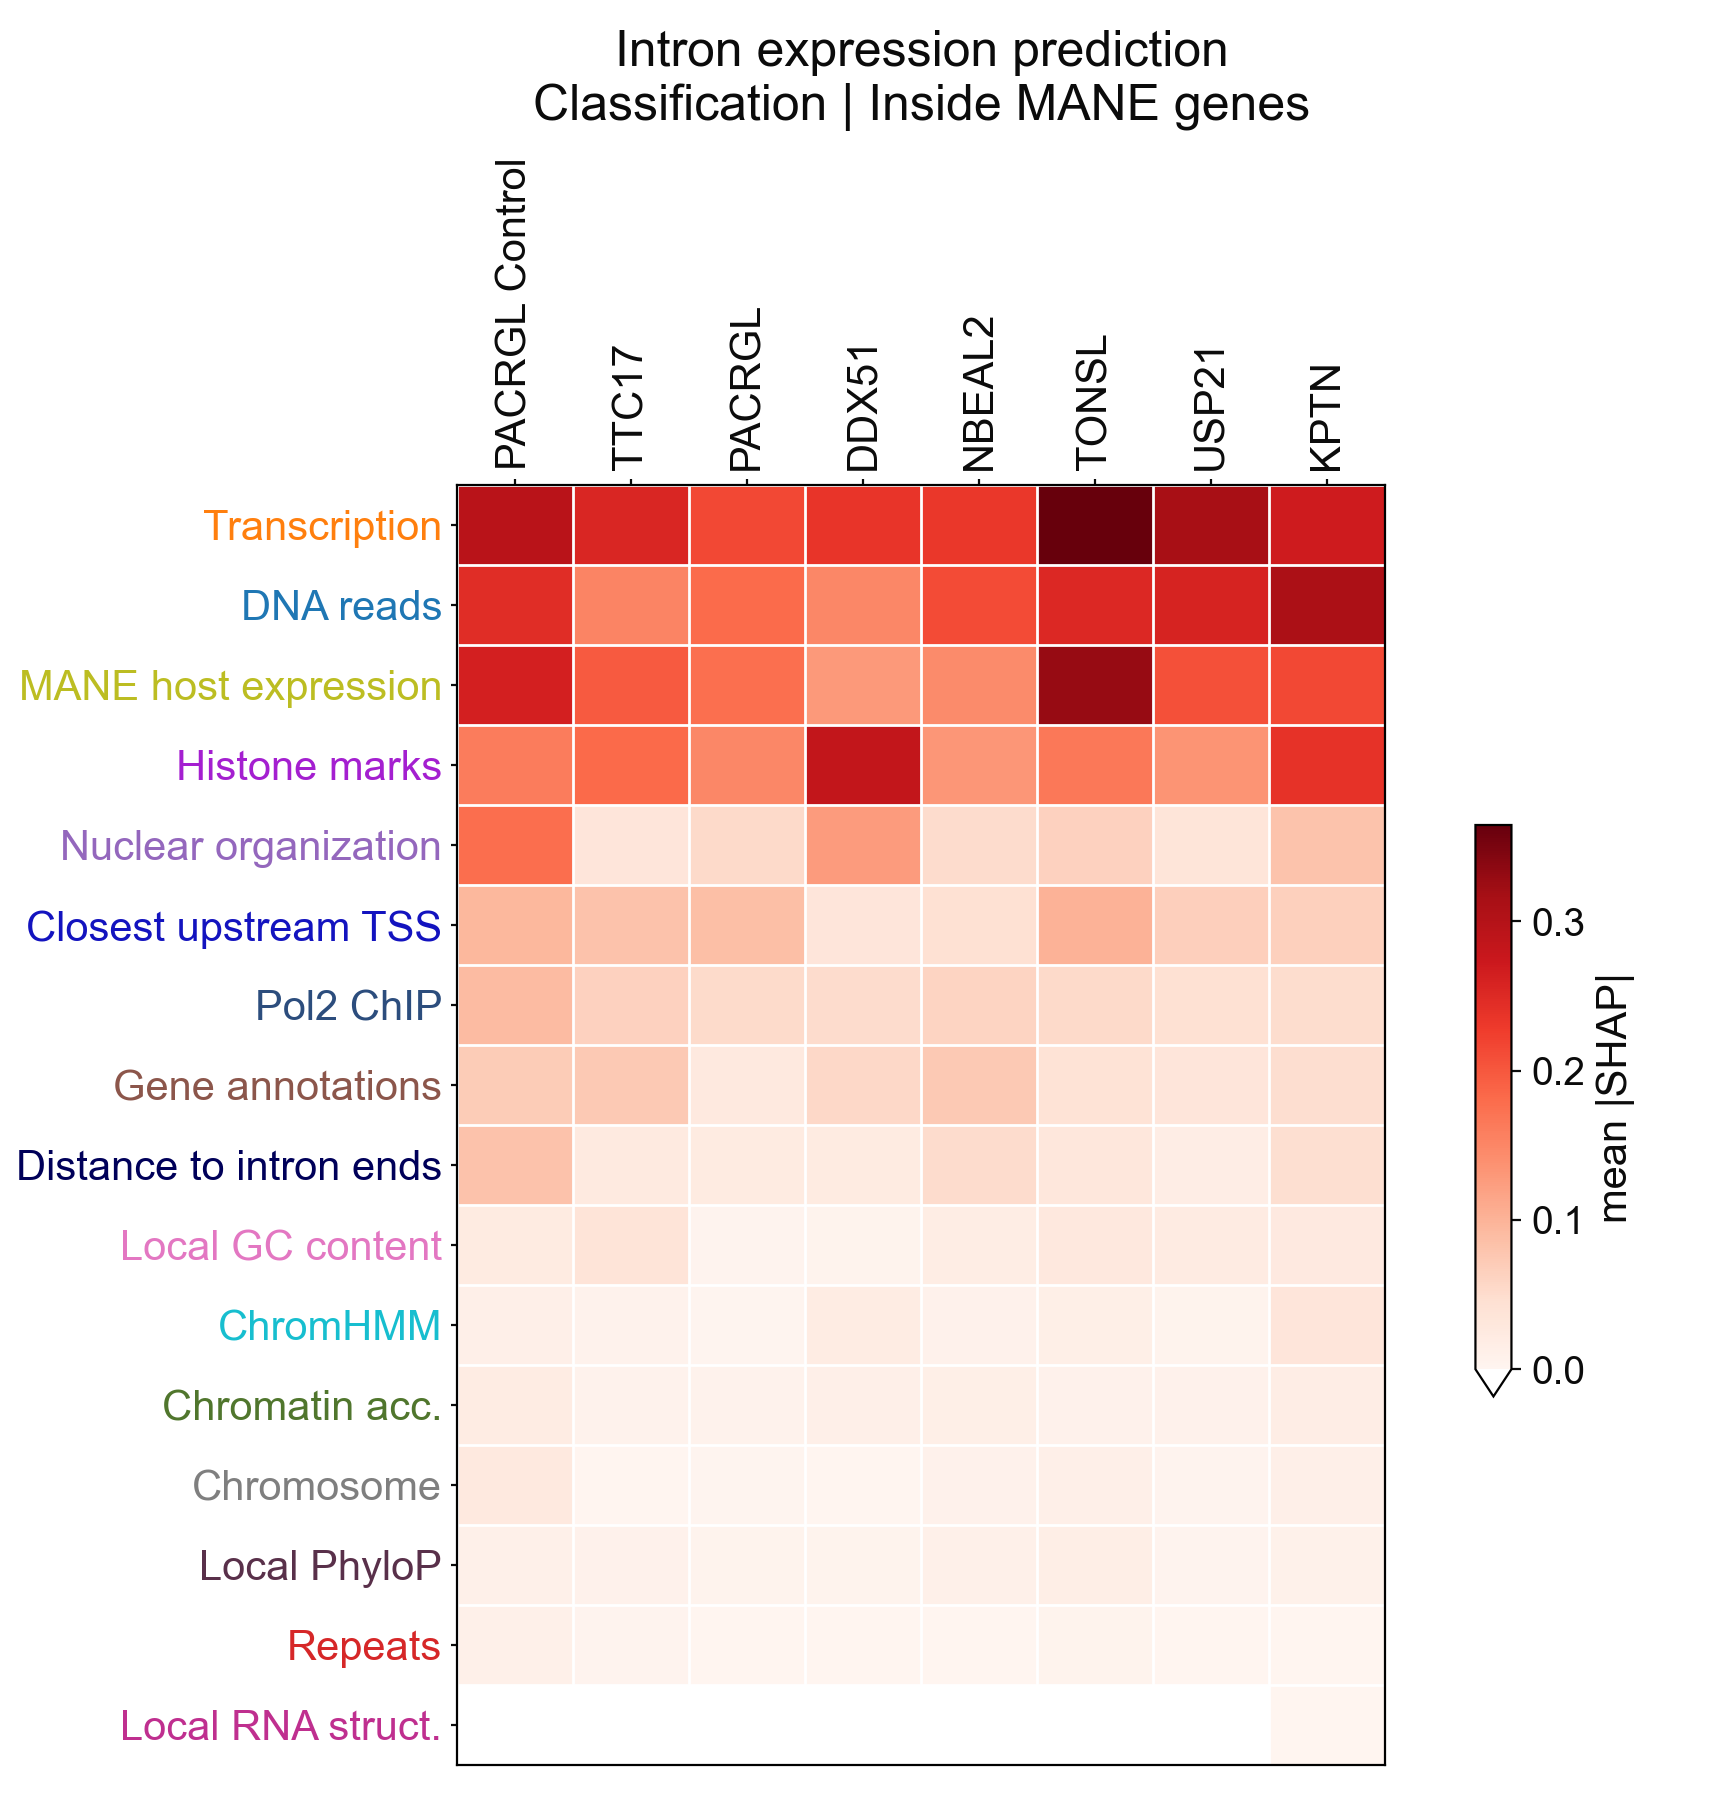 Intron expression prediction
Classification | Inside MANE genes
PACRGL Control
TTC17
PACRGL
DDX51
NBEAL2
TONSL
USP21
KPTN
Transcription
DNA reads
MANE host expression
Histone marks
Nuclear organization
Closest upstream TSS
Pol2 ChIP
Gene annotations
Distance to intron ends
Local GC content
ChromHMM
Chromatin acc.
Chromosome
Local PhyloP
Repeats
Local RNA struct.
0.3
0.2
0.1
0.0
mean |SHAP|